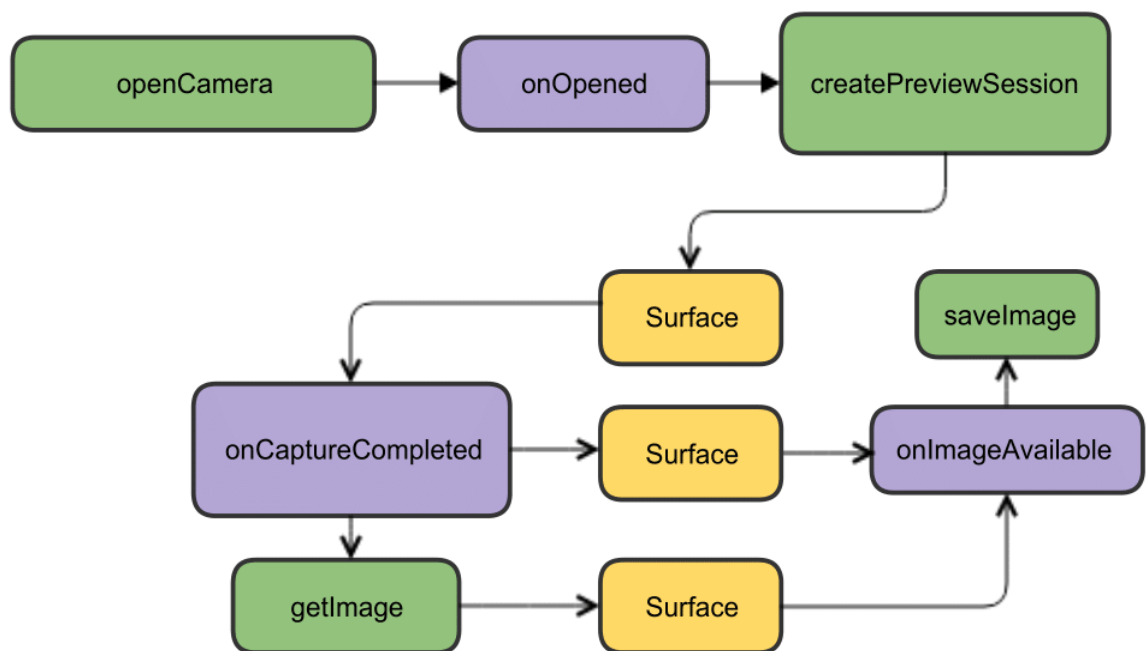 openCamera
onOpened
createPreviewSession
Surface
saveImage
onCaptureCompleted
Surface
onImageAvailable
getImage
Surface